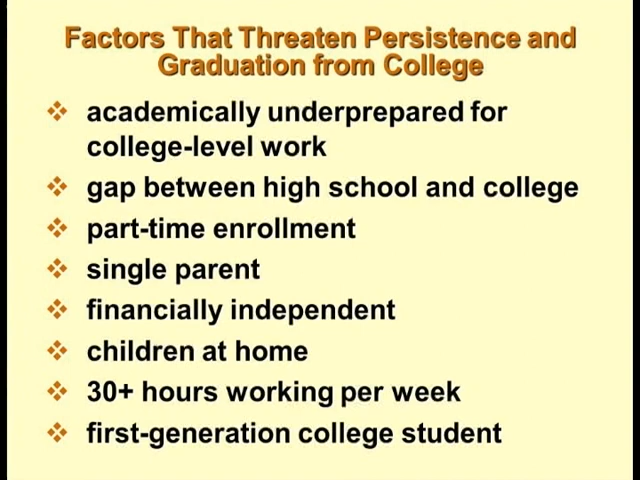 Factors That Threaten Persistence and
Graduation from College
academically underprepared for
college-level work
gap between high school and college
part-time enrollment
single parent
financially independent
children at home
30+ hours working per week
first-generation college student